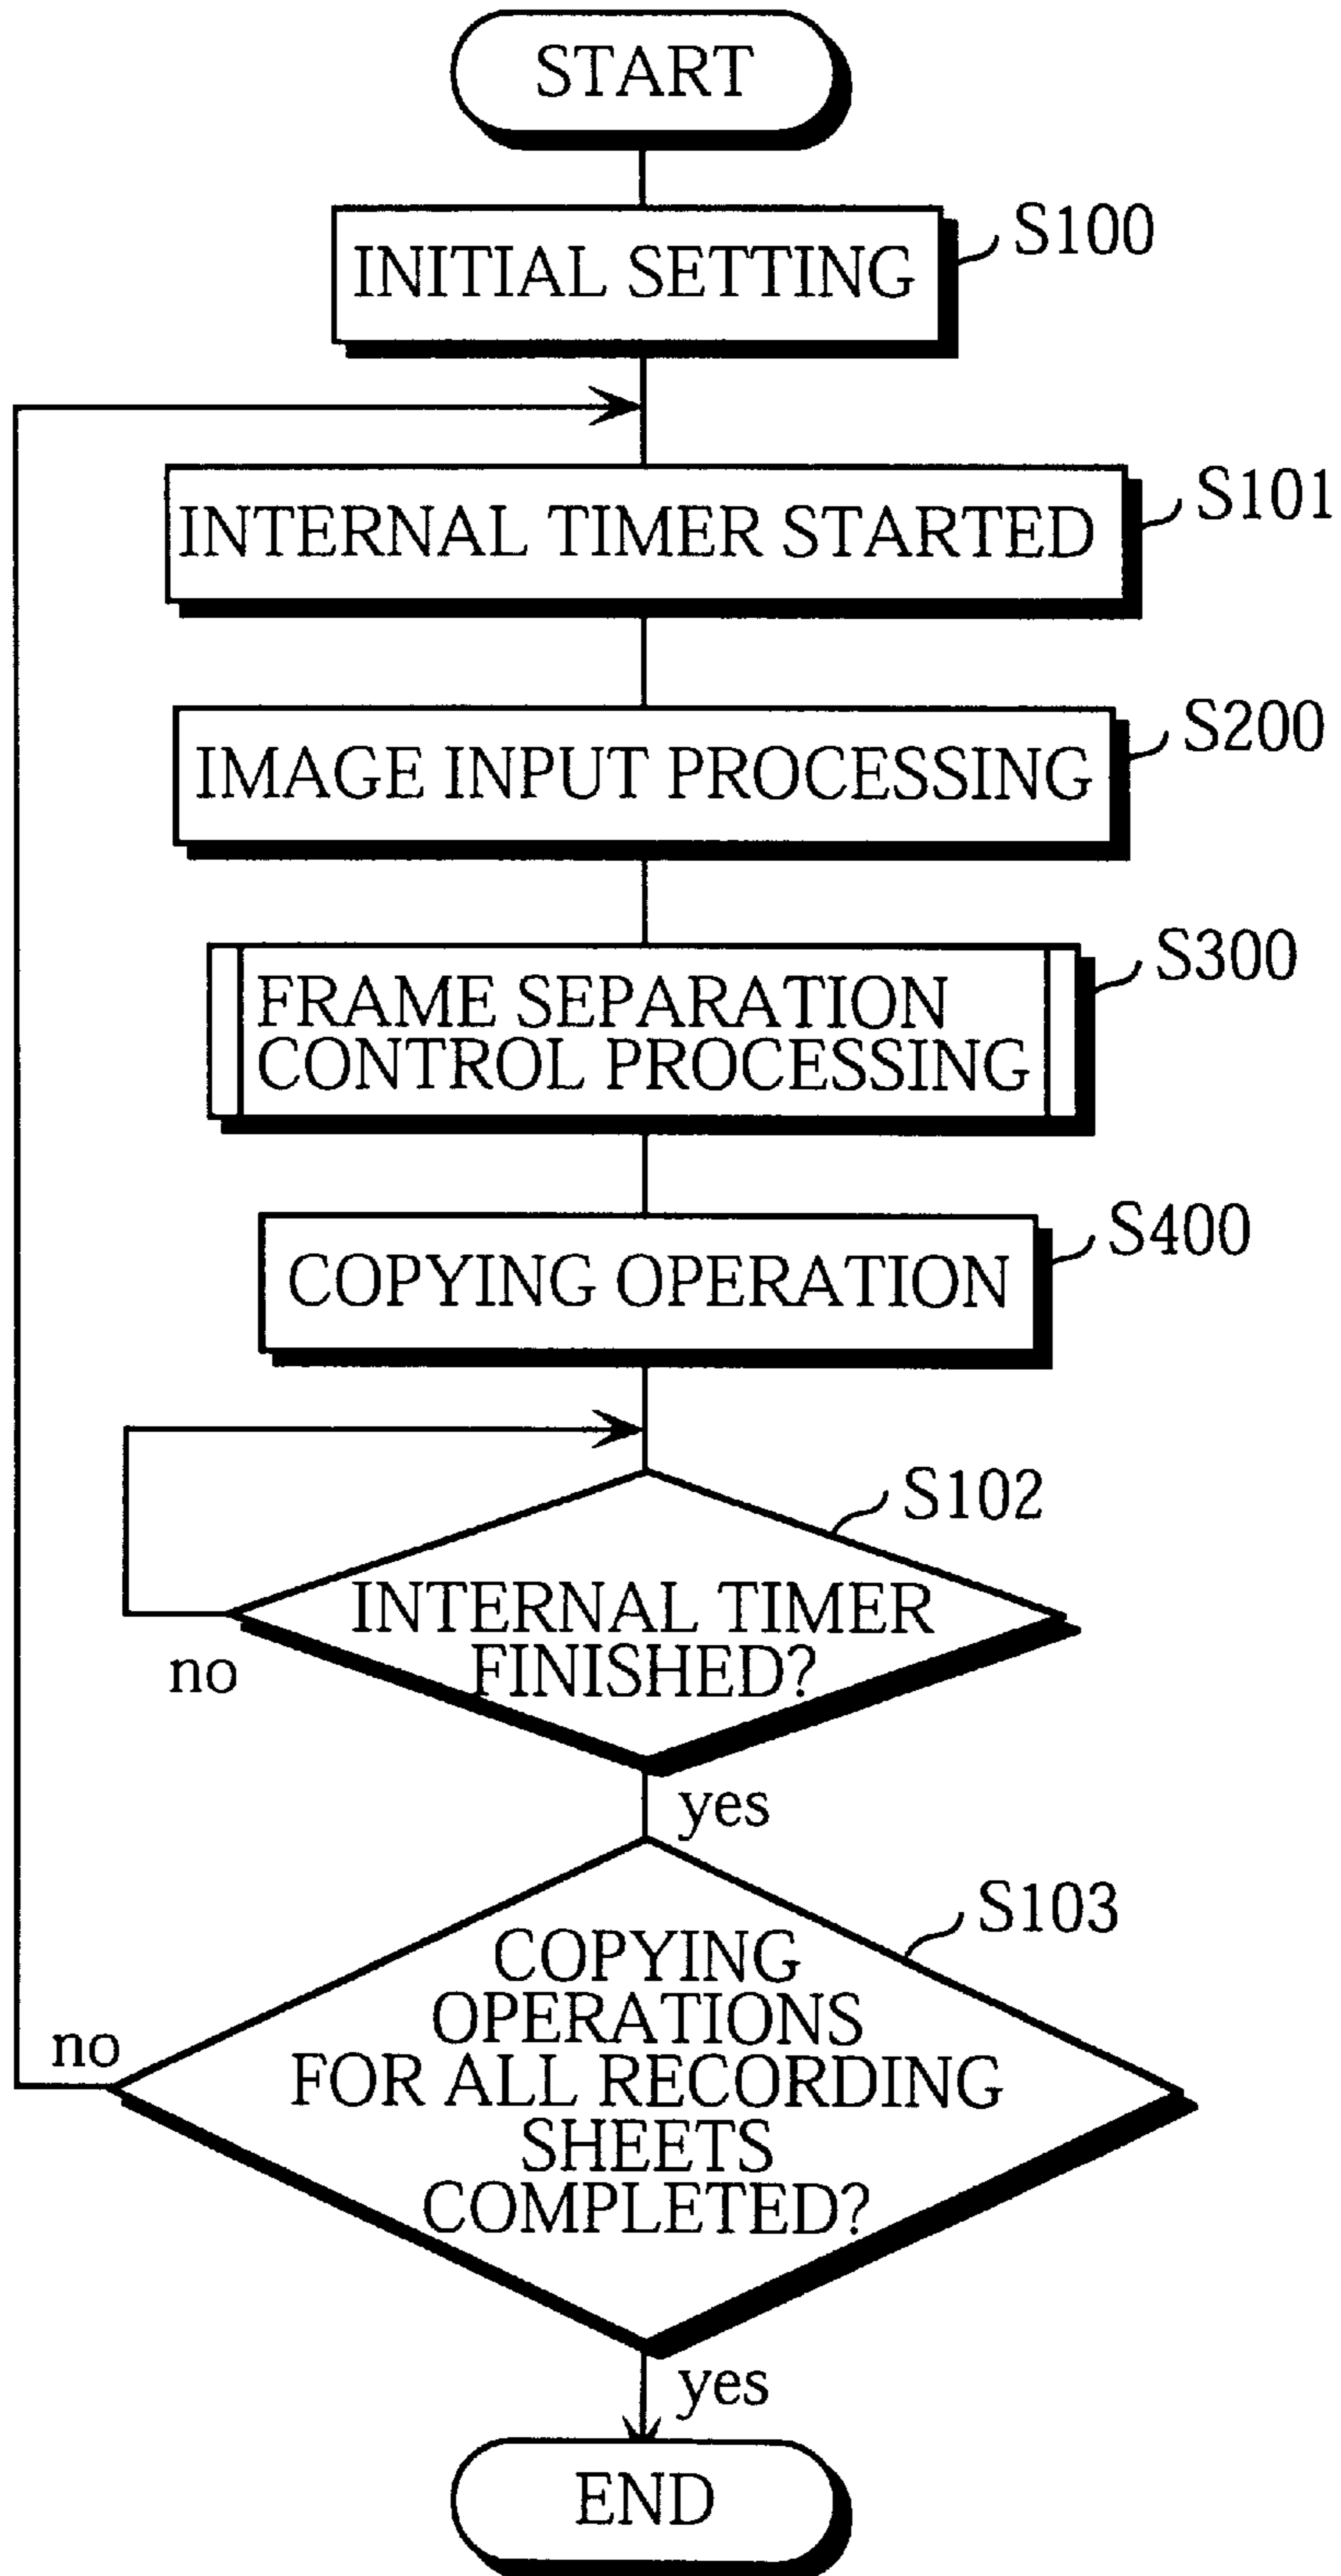 START
INITIAL SETTING
S100
INTERNAL TIMER STARTED
S101
IMAGE INPUT PROCESSING
S200
FRAME SEPARATION
CONTROL PROCESSING
S300
COPYING OPERATION
S400
S102
INTERNAL TIMER
FINISHED?
no
yes
S103
COPYING
OPERATIONS
FOR ALL RECORDING
SHEETS
COMPLETED?
no
yes
END